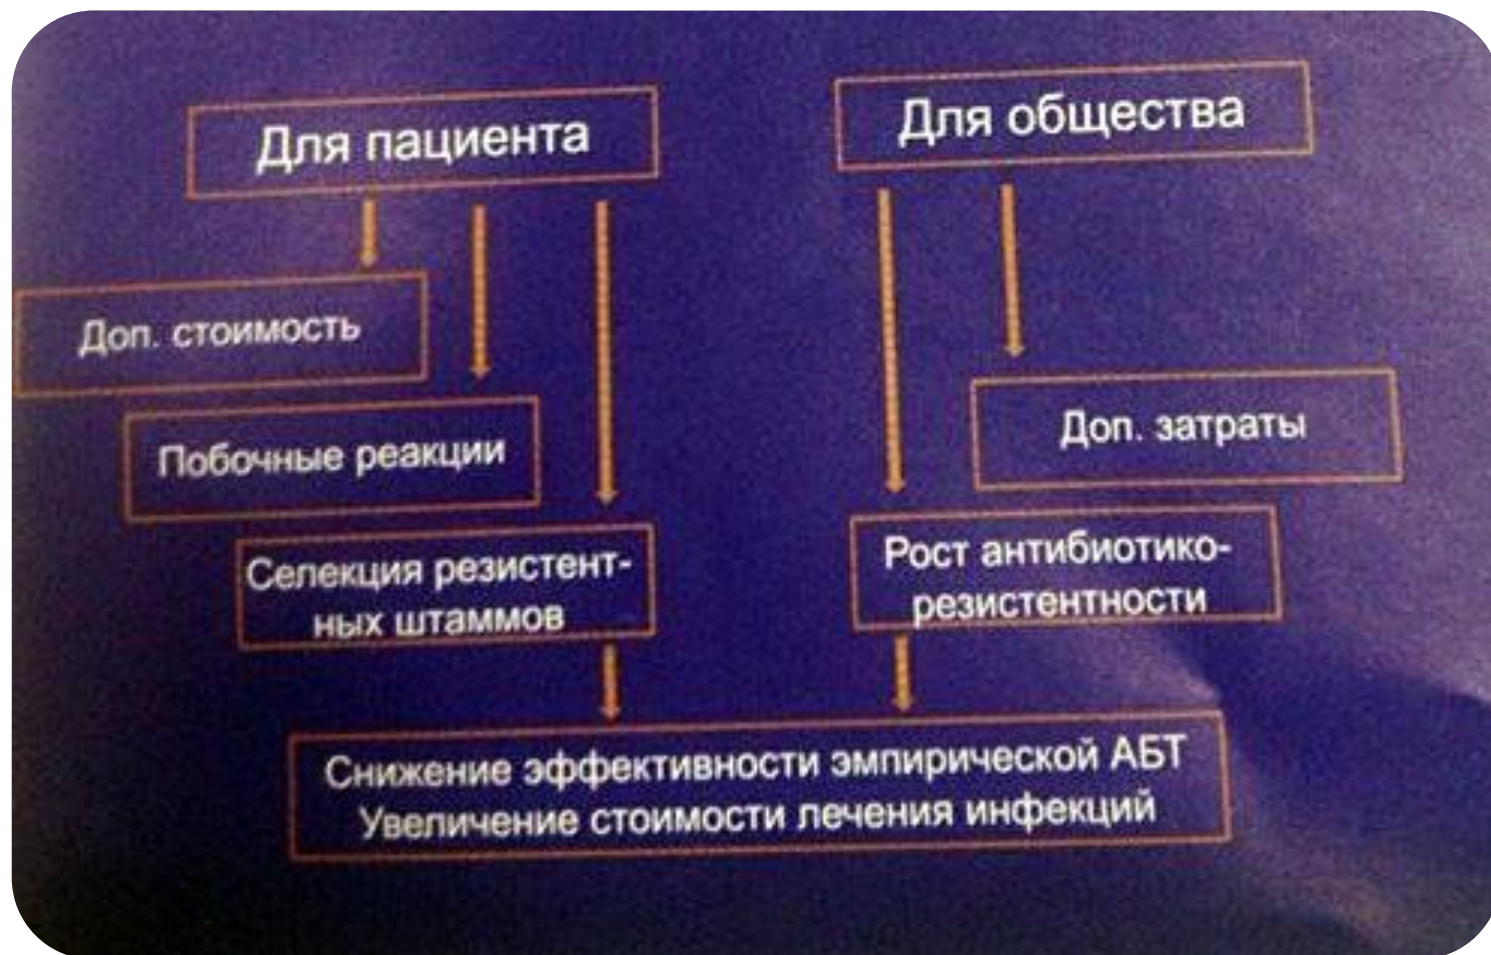 Для пациента
Для общества
Доп. стоимость
Побочные реакции
Доп. затраты
Селекция резистент-
ных штаммов
Рост антибиотико-
резистентности
Снижение эффективности эмпирической АБТ
Увеличение стоимости лечения инфекций